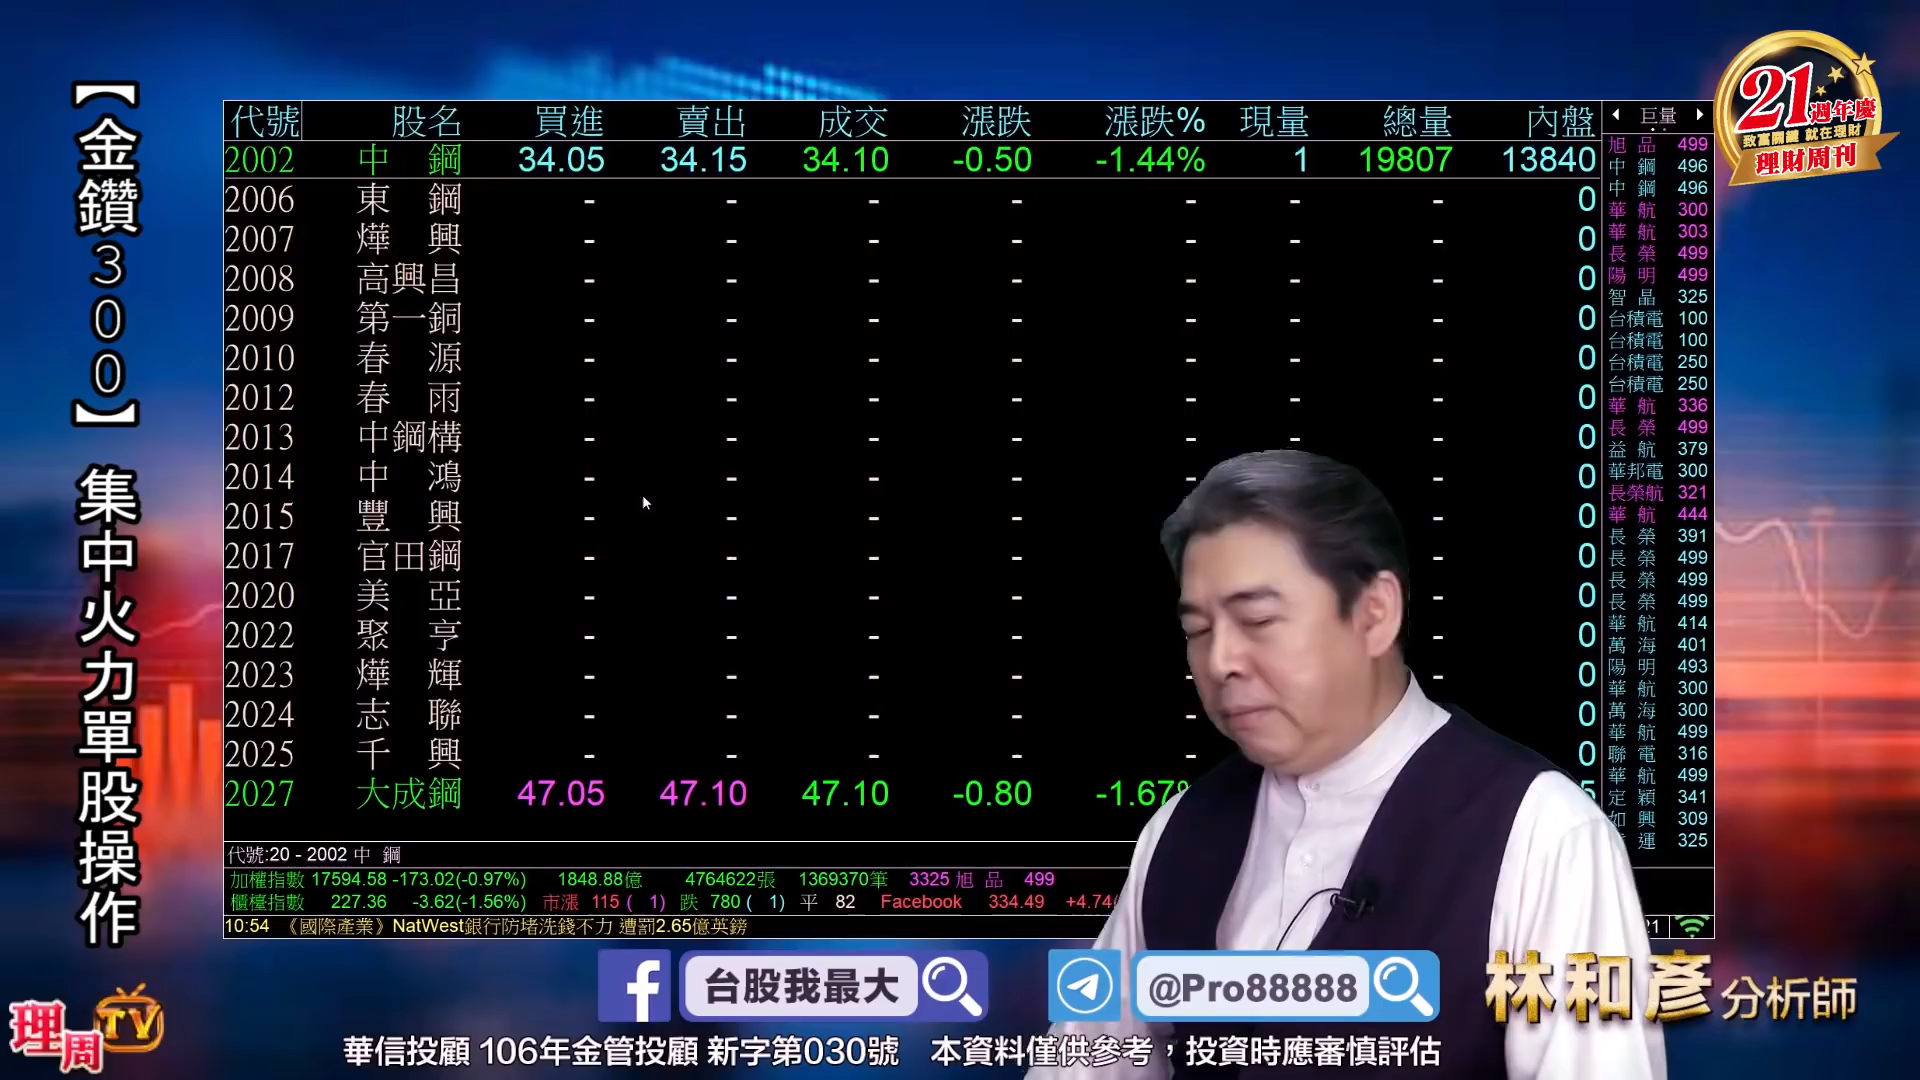 【金鑽300】集中火力單股操作
21週年慶
致富關鍵 就在理財
理財周刊
代號 股名 買進 賣出 成交 漲跌 漲跌% 現量 總量 內盤
2002 中 鋼 34.05 34.15 34.10 -0.50 -1.44% 1 19807 13840
2006 東 鋼 - - - - - - - 0
2007 燁 興 - - - - - - - 0
2008 高興昌 - - - - - - - 0
2009 第一銅 - - - - - - - 0
2010 春 源 - - - - - - - 0
2012 春 雨 - - - - - - - 0
2013 中鋼構 - - - - - - - 0
2014 中 鴻 - - - - - - 0
2015 豐 興 - - - - - 0
2017 官田鋼 - - - - - 0
2020 美 亞 - - - - - 0
2022 聚 亨 - - - - - 0
2023 燁 輝 - - - - - 0
2024 志 聯 - - - - - 0
2025 千 興 - - - - - 0
2027 大成鋼 47.05 47.10 47.10 -0.80 -1.67% 5
巨量
旭 品 499
中 鋼 496
中 鋼 496
華 航 300
華 航 303
長 榮 499
陽 明 499
智 晶 325
台積電 100
台積電 100
台積電 250
台積電 250
華 航 336
長 榮 499
益 航 379
華邦電 300
長榮航 321
華 航 444
長 榮 391
長 榮 499
長 榮 499
長 榮 499
華 航 414
萬 海 401
陽 明 493
華 航 300
萬 海 300
華 航 499
聯 電 316
華 航 499
定 穎 341
如 興 309
運 325
代號:20 - 2002 中 鋼
加權指數 17594.58 -173.02(-0.97%) 1848.88億 4764622張 1369370筆 3325 旭 品 499
櫃檯指數 227.36 -3.62(-1.56%) 市漲 115 ( 1) 跌 780 ( 1) 平 82 Facebook 334.49 +4.74
10:54 《國際產業》NatWest銀行防堵洗錢不力 遭罰2.65億英鎊
台股我最大
@Pro88888
林和彥分析師
理周TV
華信投顧 106年金管投顧 新字第030號 本資料僅供參考，投資時應審慎評估